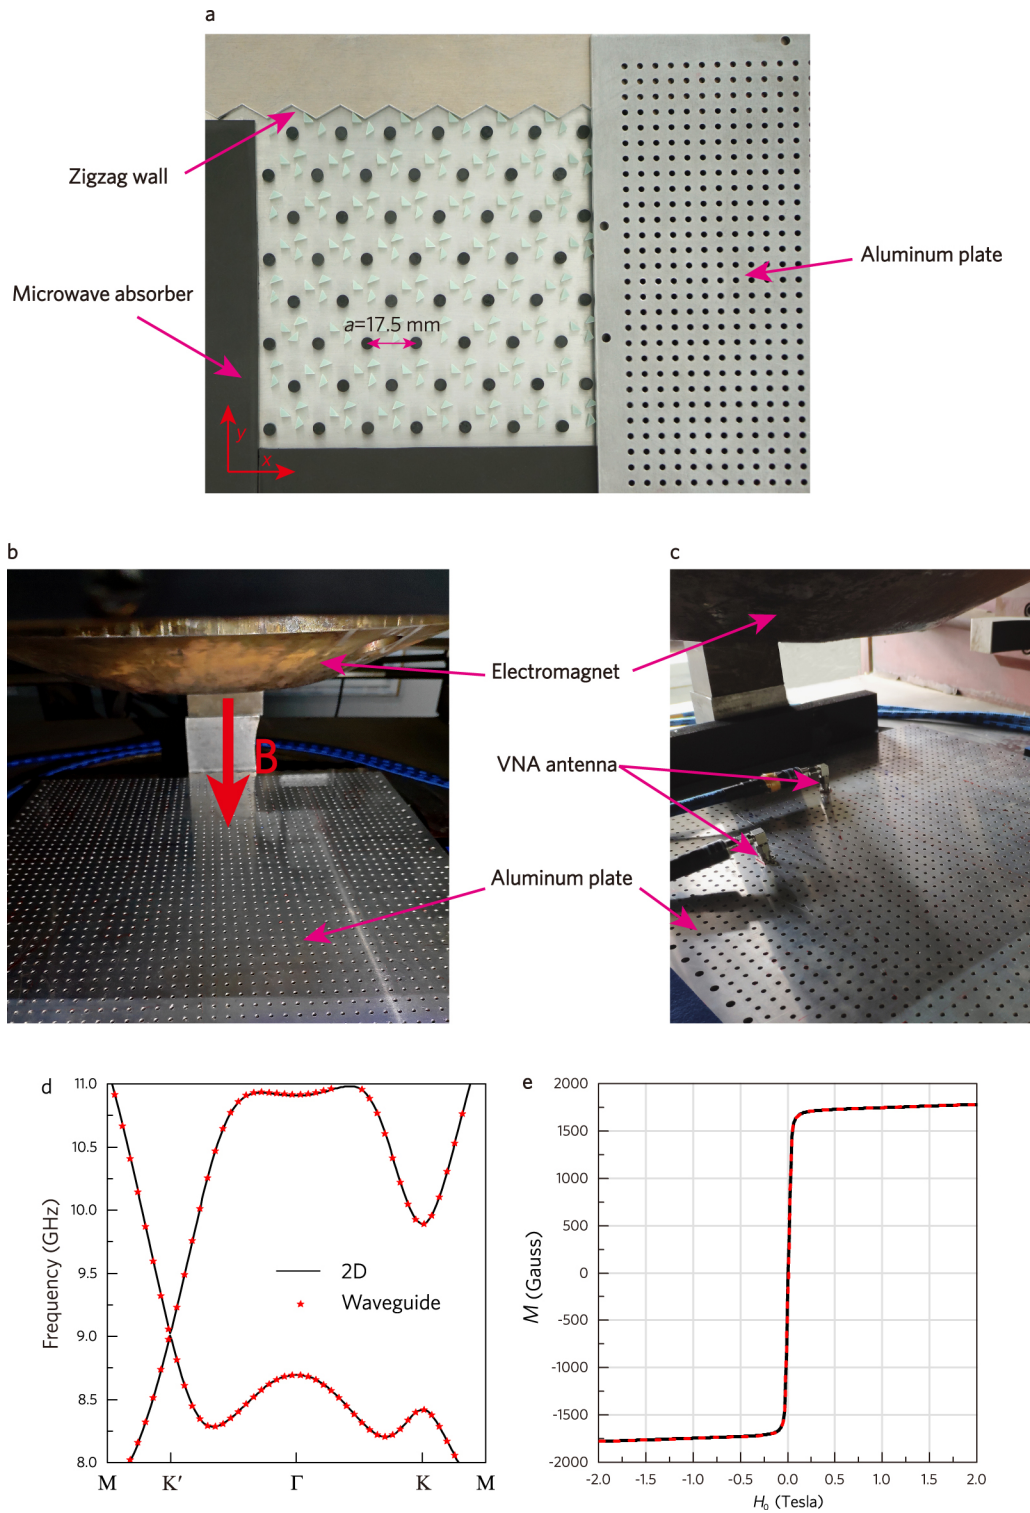 a
Zigzag wall
Aluminum plate
Microwave absorber
a=17.5 mm
y
x
b
c
B
Electromagnet
VNA antenna
Aluminum plate
d
11.0
10.5
10.0
9.5
9.0
8.5
8.0
Frequency (GHz)
2D
Waveguide
M
K′
Γ
K
M
e
2000
1500
1000
500
0
-500
-1000
-1500
-2000
M (Gauss)
-2.0
-1.5
-1.0
-0.5
0.0
0.5
1.0
1.5
2.0
H₀ (Tesla)